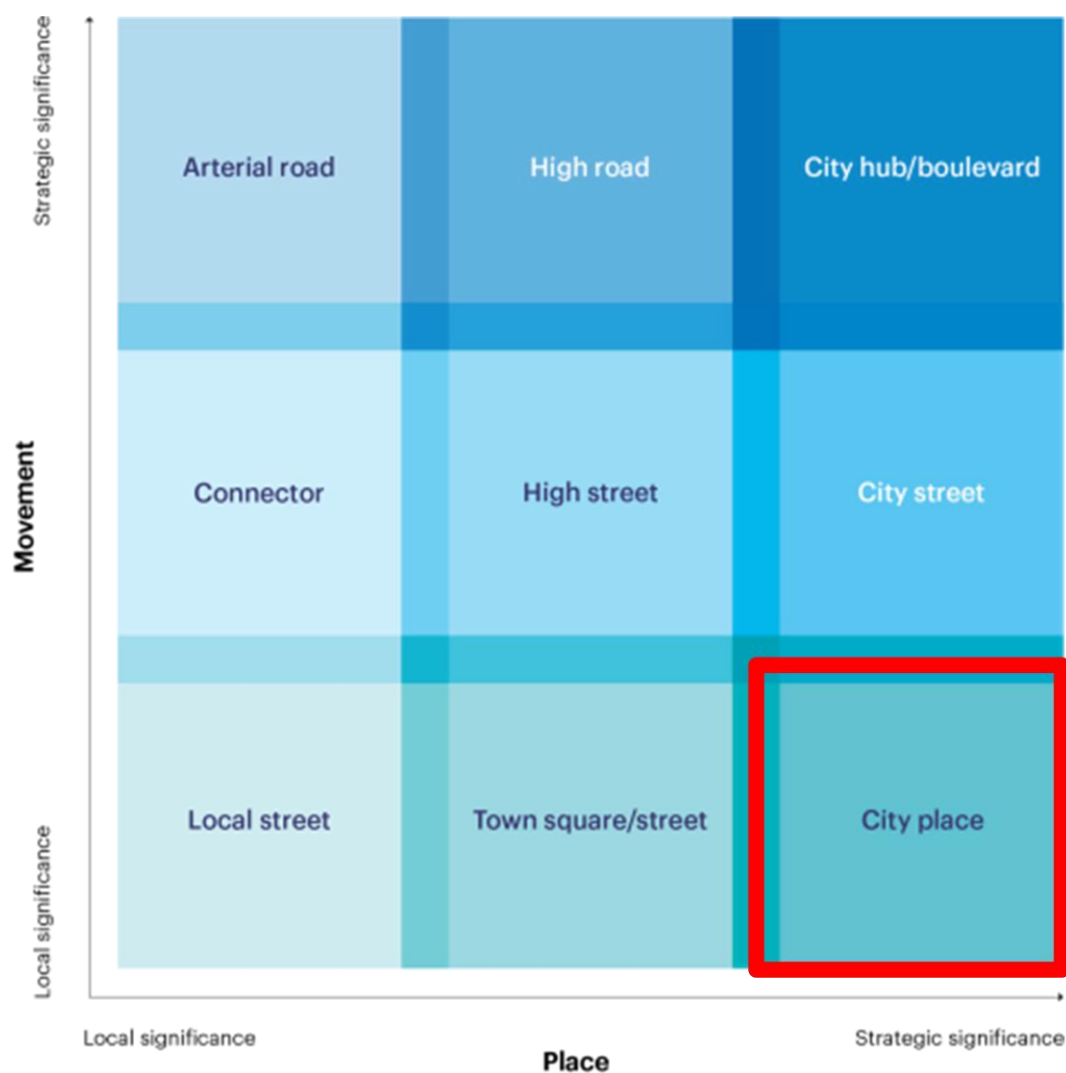 Strategic significance
Arterial road
High road
City hub/boulevard
Movement
Connector
High street
City street
Local significance
Local street
Town square/street
City place
Local significance
Strategic significance
Place